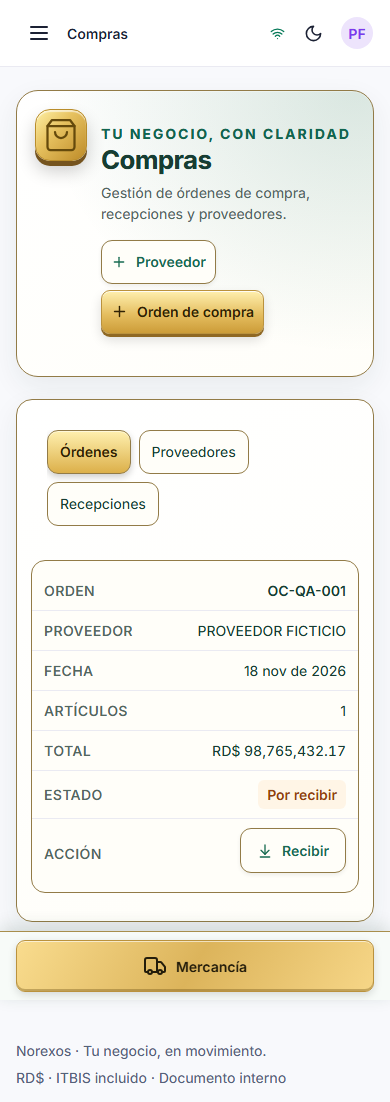 Compras
PF
TU NEGOCIO, CON CLARIDAD
Compras
Gestión de órdenes de compra,
recepciones y proveedores.
+ Proveedor
+ Orden de compra
Órdenes
Proveedores
Recepciones
ORDEN OC-QA-001
PROVEEDOR PROVEEDOR FICTICIO
FECHA 18 nov de 2026
ARTÍCULOS 1
TOTAL RD$ 98,765,432.17
ESTADO Por recibir
ACCIÓN Recibir
Mercancía
Norexos · Tu negocio, en movimiento.
RD$ · ITBIS incluido · Documento interno